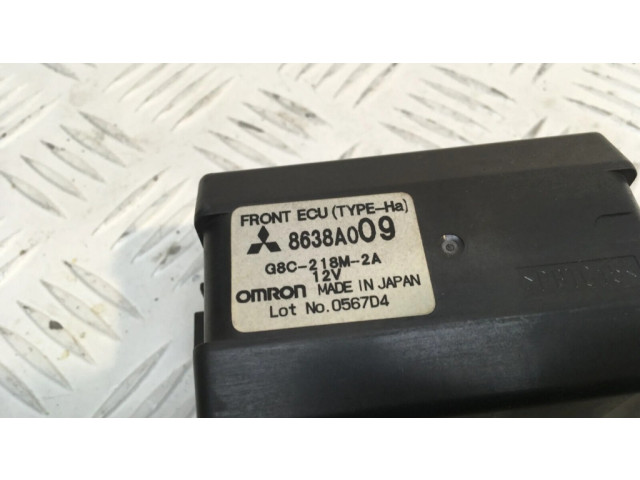 FRONT ECU (TYPE-Ha)
8638A009
G8C-218M-2A
12V
OMRON MADE IN JAPAN
Lot No.0567D4